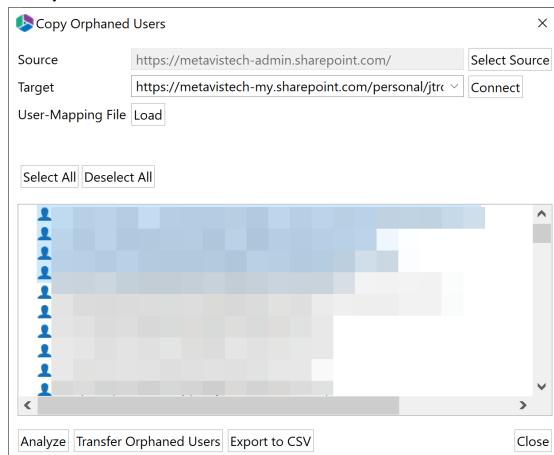 Copy Orphaned Users
Source https://metavistech-admin.sharepoint.com/ Select Source
Target https://metavistech-my.sharepoint.com/personal/jtrc Connect
User-Mapping File Load
Select All Deselect All
Analyze Transfer Orphaned Users Export to CSV Close